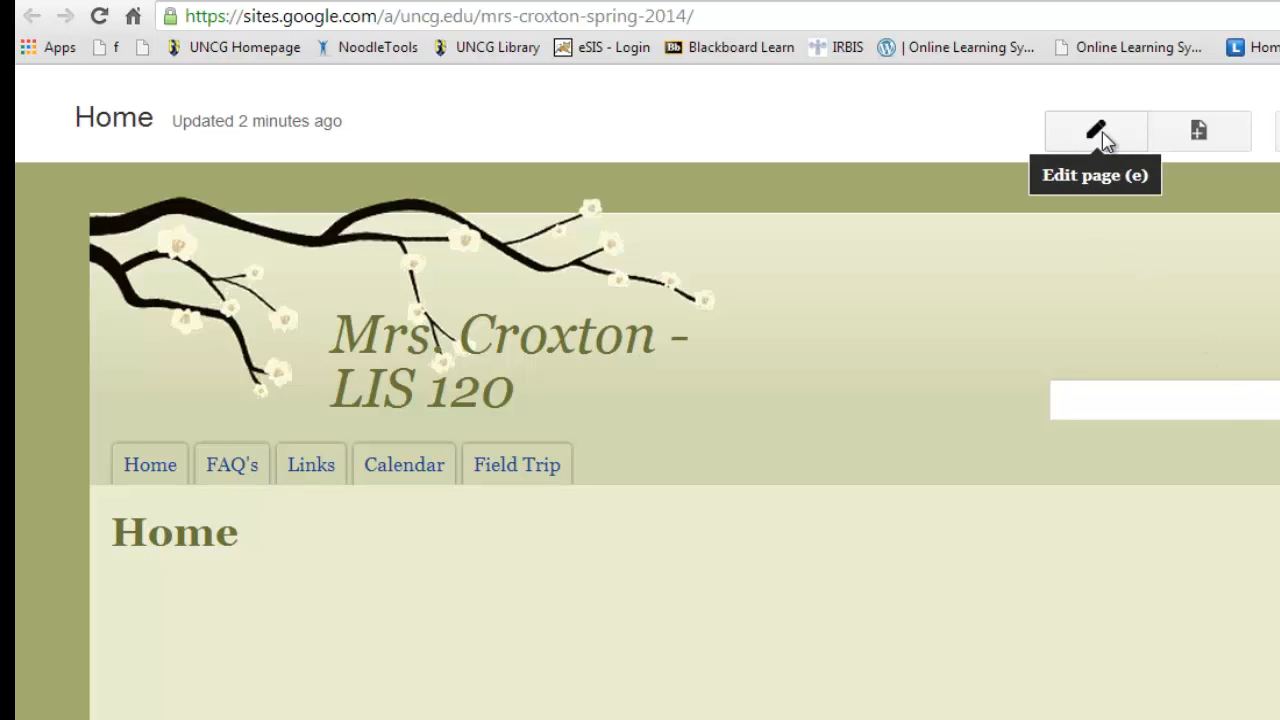 https://sites.google.com/a/uncg.edu/mrs-croxton-spring-2014/
Apps f UNCG Homepage NoodleTools UNCG Library eSIS - Login Bb Blackboard Learn IRBIS | Online Learning Sy... Online Learning Sy... L Hom
Home Updated 2 minutes ago
Edit page (e)
Mrs. Croxton -
LIS 120
Home FAQ's Links Calendar Field Trip
Home